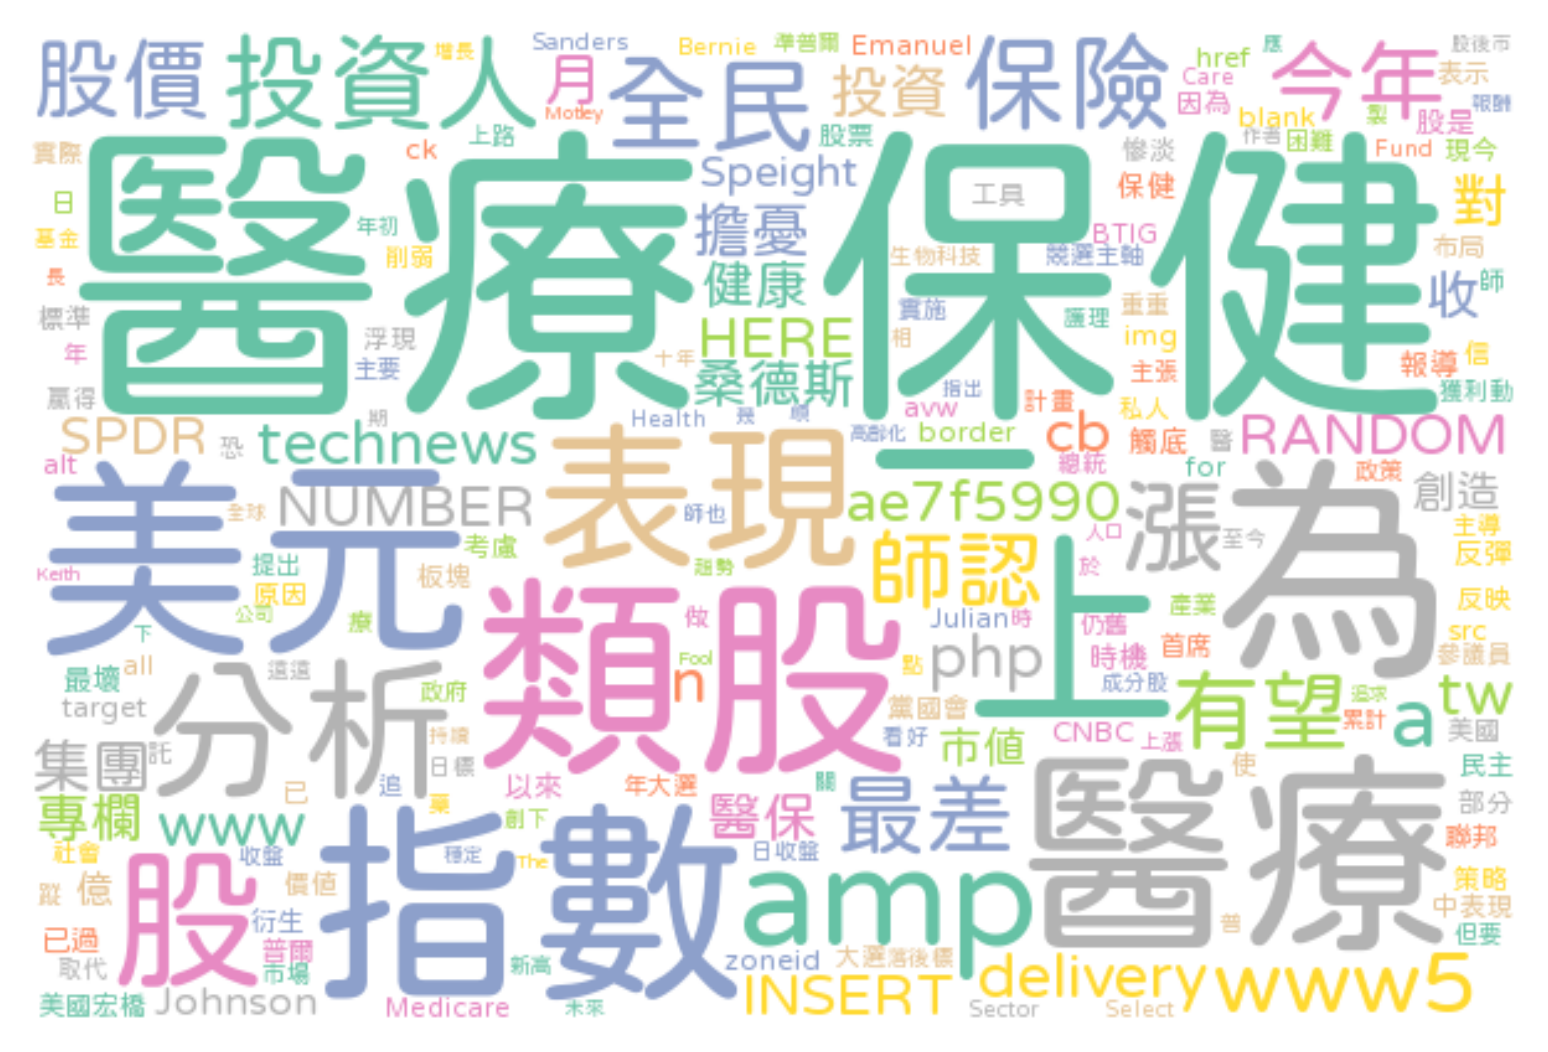 股價 投資人 增長 月 Motley Sanders 全民 Bernie 準普爾 Emanuel 投資 保險 href Care 因為 應 今年 表示 股後市 報酬
實際 ck 上路 股票 Speight blank 作者 困難 製 股是 Fund 現今
醫療保健 慘淡 保健 對
日 年初 擔憂 工具 BTIG 布局
基金 削弱 生物科技 競選主軸
長 健康 收 師
標準 浮現 HERE 實施 護理 重重 img 信
年 主要 十年 相 主張 報導
贏得 期 桑德斯 指出 avw 計畫 私人 獲利動
SPDR 恐 technews Health 幾 順 高齡化 border cb 觸底 醫 RANDOM
alt 表現 一 總統 for 政策
美元 NUMBER 全球 師也 ae7f5990 漲 為 創造
考慮 人口 至今 主導
Keith 提出 板塊 趨勢 師認 於 反彈
原因 公司 上 產業 反映
下 療 類股 做 Julian 時 仍舊 src
all 這這 Fool 點 php 時機 首席 參議員
最壞 政府 n 成分股 有望 追求 tw
target 分析 黨國會 累計 a
集團 託 持續 看好 市值 CNBC 上漲 美國
目標 以來 年大選 關 使 民主
專欄 www 已 追 藥 創下 醫保 最差 醫療 部分
社會 收盤 指數 穩定 The 日收盤 聯邦
蹤 億 股 價值 amp 策略
衍生 普 中表現
已過 普爾 但要
取代 市場 新高 zoneid 大選 落後標 delivery www5
美國宏橋 Johnson Medicare 未來 INSERT Sector Select